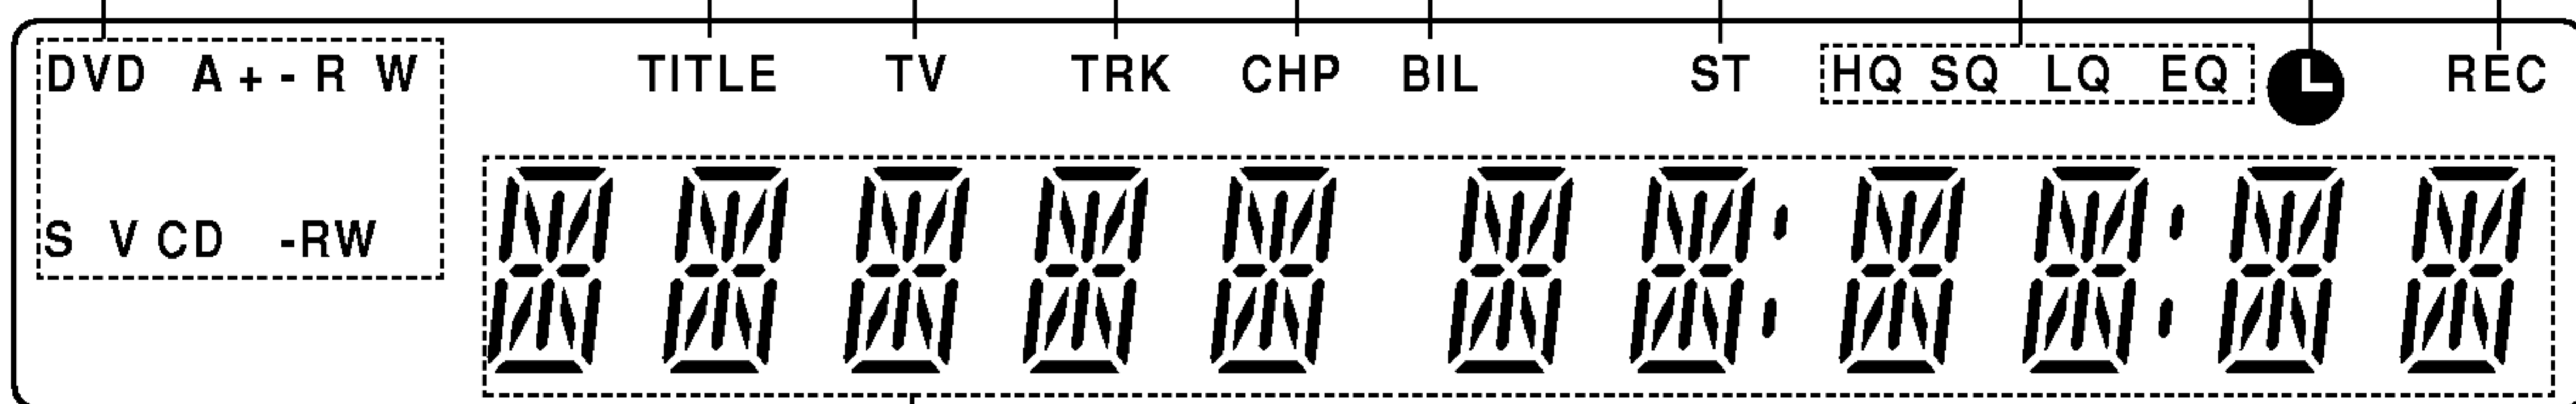 DVD A + - R W TITLE TV TRK CHP BIL ST HQ SQ LQ EQ REC
S V CD -RW